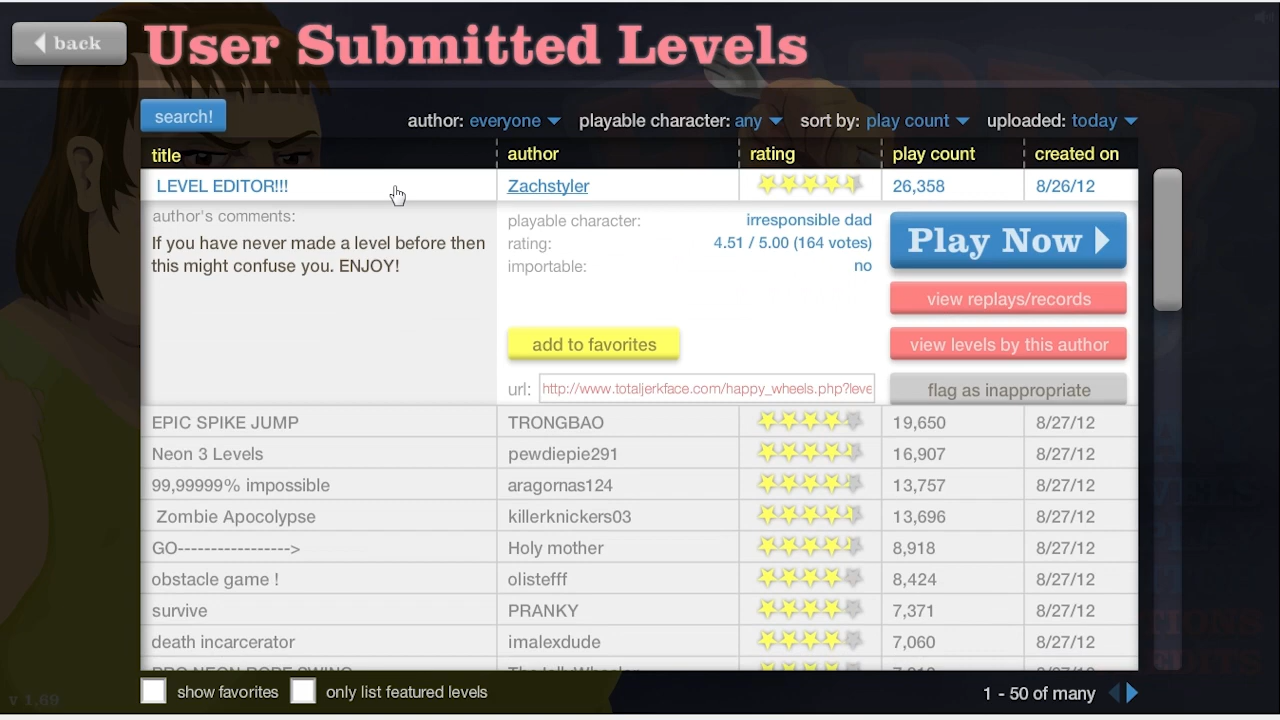 back
User Submitted Levels
search!
author: everyone playable character: any sort by: play count uploaded: today
title author rating play count created on
LEVEL EDITOR!!! Zachstyler 26,358 8/26/12
author's comments:
If you have never made a level before then
this might confuse you. ENJOY!
playable character: irresponsible dad
rating: 4.51 / 5.00 (164 votes)
importable: no
Play Now
view replays/records
add to favorites
view levels by this author
url: http://www.totaljerkface.com/happy_wheels.php?leve
flag as inappropriate
EPIC SPIKE JUMP TRONGBAO 19,650 8/27/12
Neon 3 Levels pewdiepie291 16,907 8/27/12
99,99999% impossible aragornas124 13,757 8/27/12
Zombie Apocolypse killerknickers03 13,696 8/27/12
GO-----------------> Holy mother 8,918 8/27/12
obstacle game ! olistefff 8,424 8/27/12
survive PRANKY 7,371 8/27/12
death incarcerator imalexdude 7,060 8/27/12
show favorites only list featured levels 1 - 50 of many
v 1.69